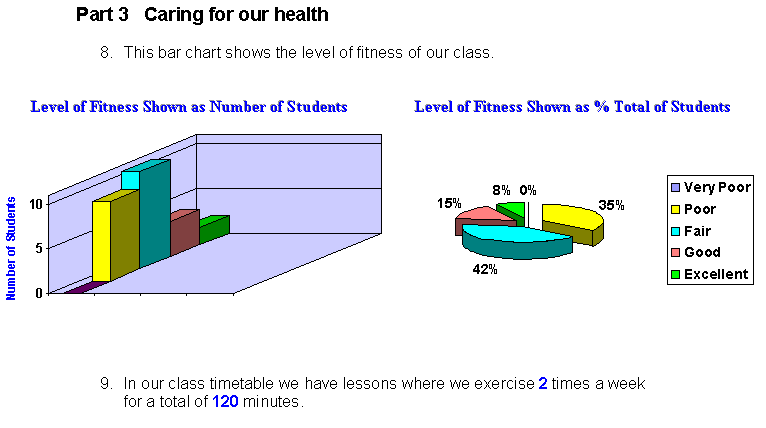 Part 3 Caring for our health
8. This bar chart shows the level of fitness of our class.
Level of Fitness Shown as Number of Students
Level of Fitness Shown as % Total of Students
Number of Students
10
5
0
8% 0%
15%
35%
42%
Very Poor
Poor
Fair
Good
Excellent
9. In our class timetable we have lessons where we exercise 2 times a week
for a total of 120 minutes.